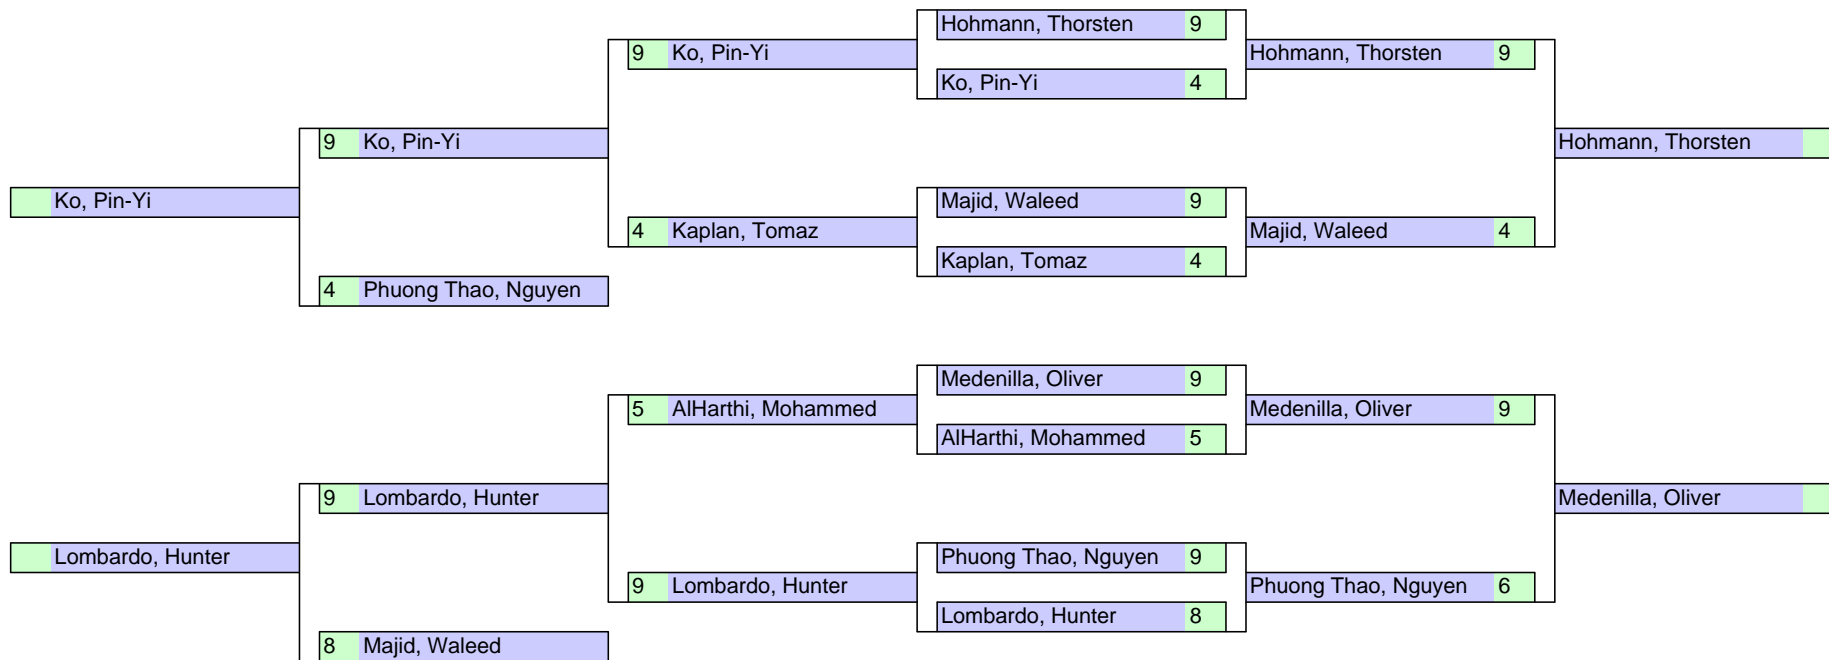 Hohmann, Thorsten 9
9 Ko, Pin-Yi
Hohmann, Thorsten 9
Ko, Pin-Yi 4
9 Ko, Pin-Yi
Hohmann, Thorsten
Ko, Pin-Yi
Majid, Waleed 9
4 Kaplan, Tomaz
Majid, Waleed 4
Kaplan, Tomaz 4
4 Phuong Thao, Nguyen
Medenilla, Oliver 9
5 AlHarthi, Mohammed
Medenilla, Oliver 9
AlHarthi, Mohammed 5
9 Lombardo, Hunter
Medenilla, Oliver
Lombardo, Hunter
Phuong Thao, Nguyen 9
9 Lombardo, Hunter
Phuong Thao, Nguyen 6
Lombardo, Hunter 8
8 Majid, Waleed